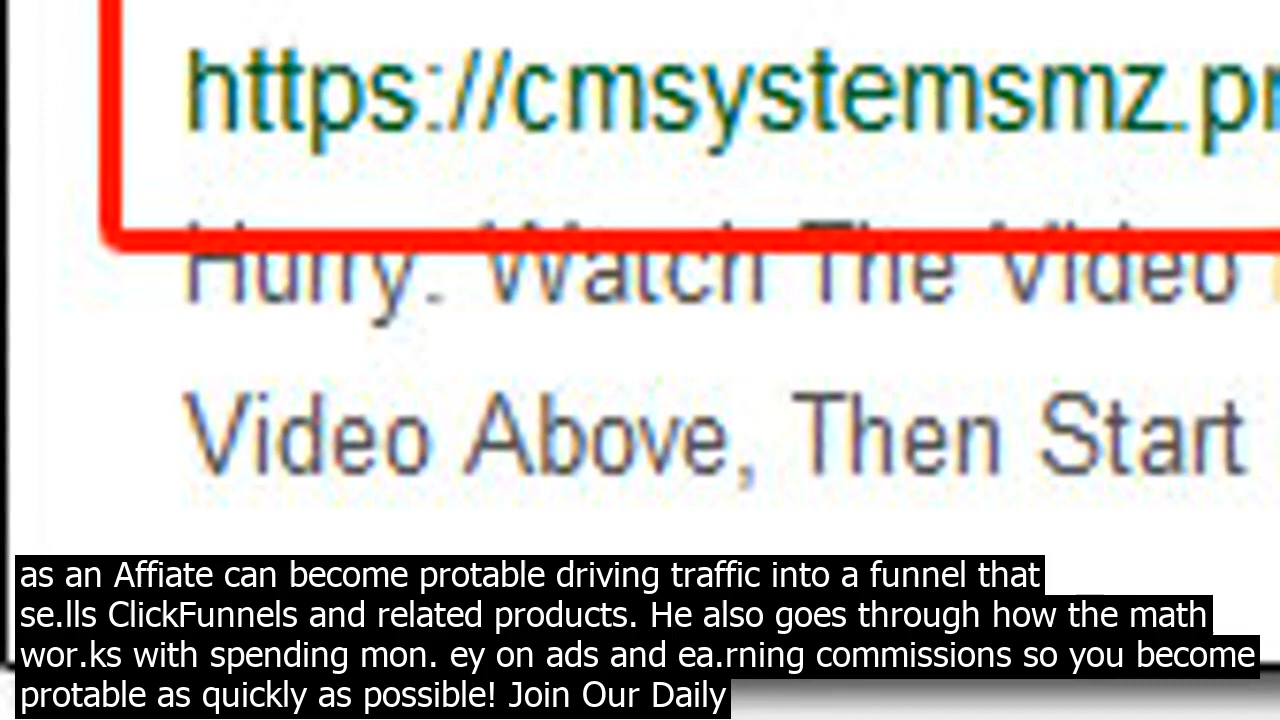 https://cmsystemsmz.pr
Hurry. Watch The Video
Video Above, Then Start
as an Affiate can become protable driving traffic into a funnel that
se.lls ClickFunnels and related products. He also goes through how the math
wor.ks with spending mon. ey on ads and ea.rning commissions so you become
protable as quickly as possible! Join Our Daily